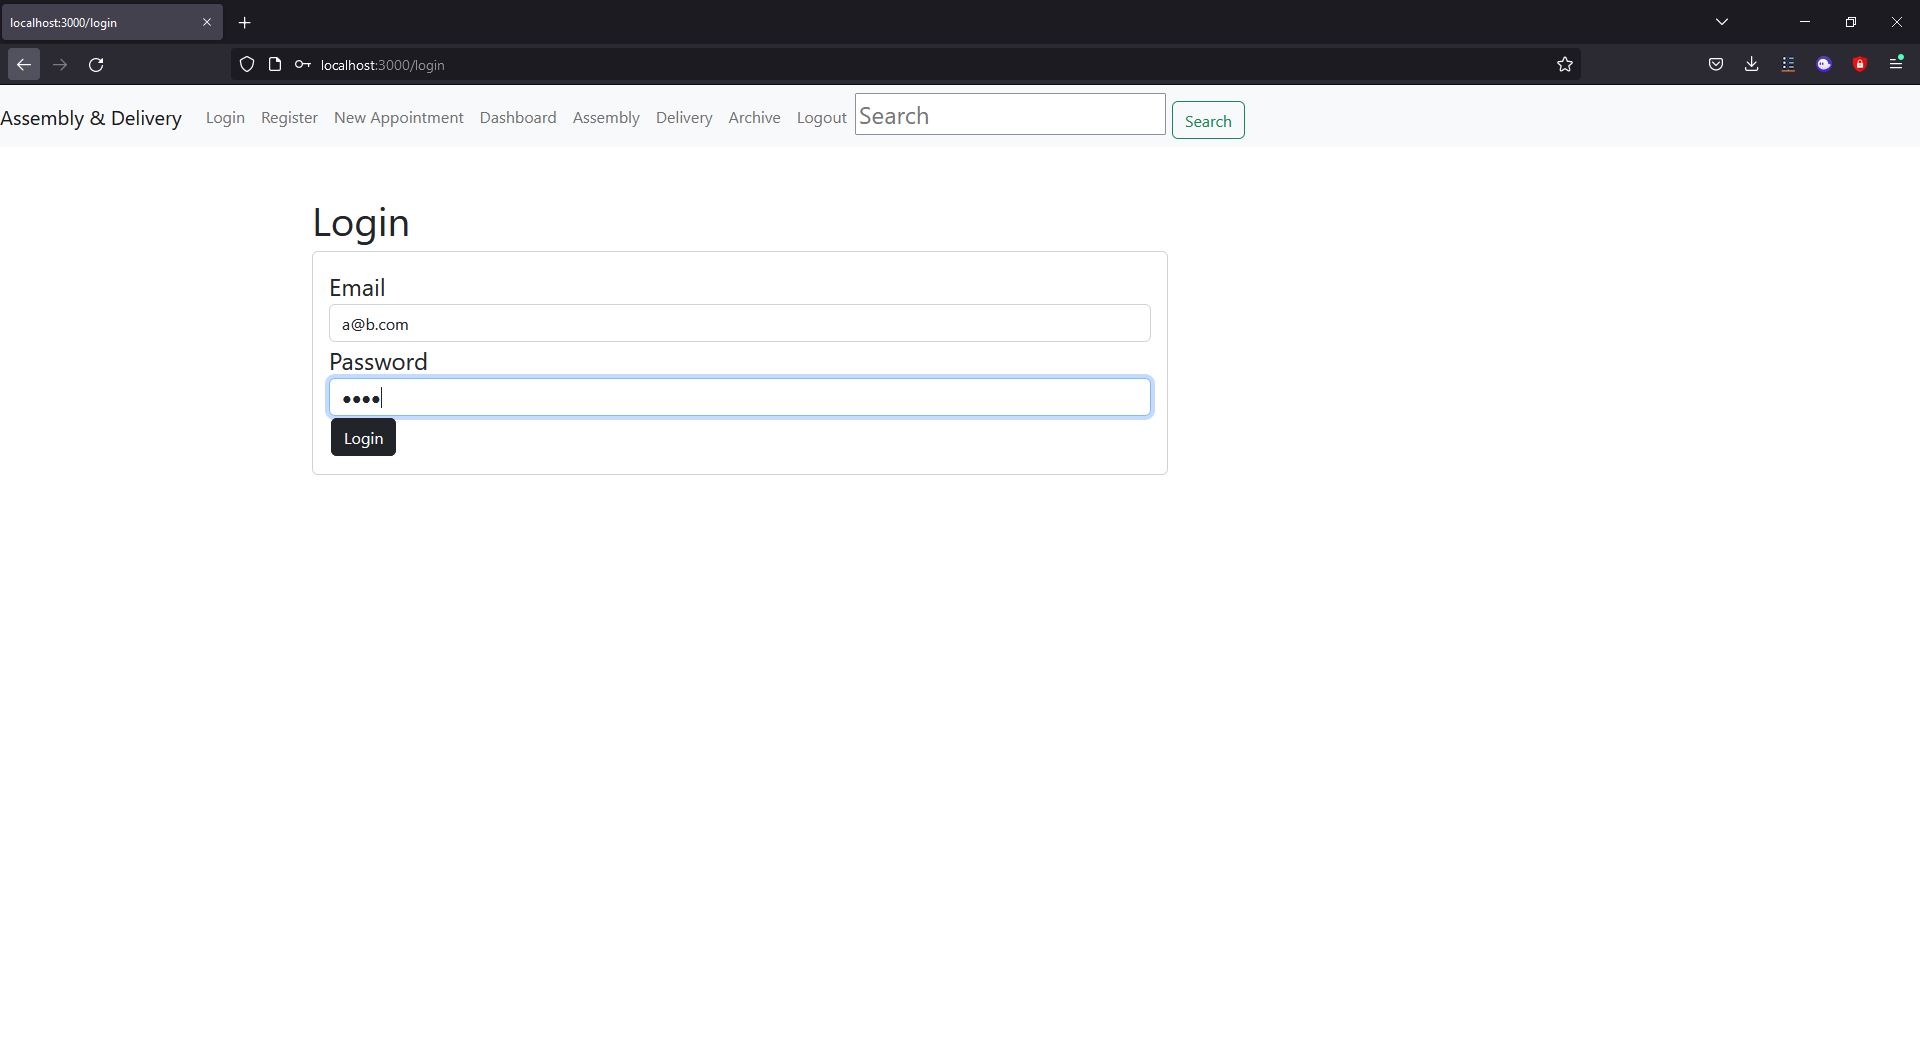 localhost:3000/login
localhost:3000/login
Assembly & Delivery Login Register New Appointment Dashboard Assembly Delivery Archive Logout Search Search
Login
Email
a@b.com
Password
••••
Login